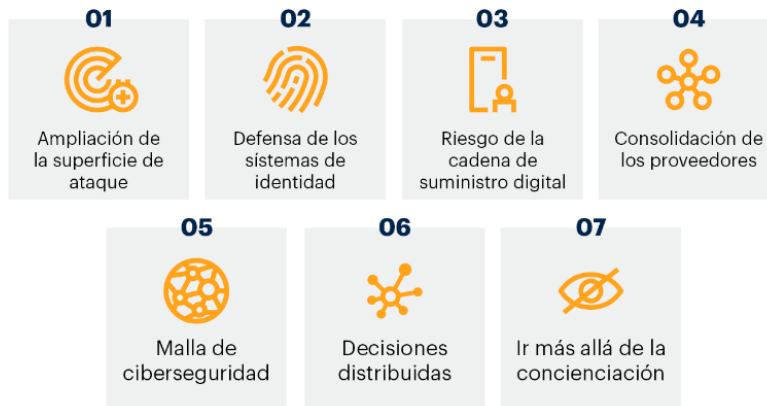 01
Ampliación de
la superficie de
ataque
02
Defensa de los
sistemas de
identidad
03
Riesgo de la
cadena de
suministro digital
04
Consolidación de
los proveedores
05
Malla de
ciberseguridad
06
Decisiones
distribuidas
07
Ir más allá de la
concienciación